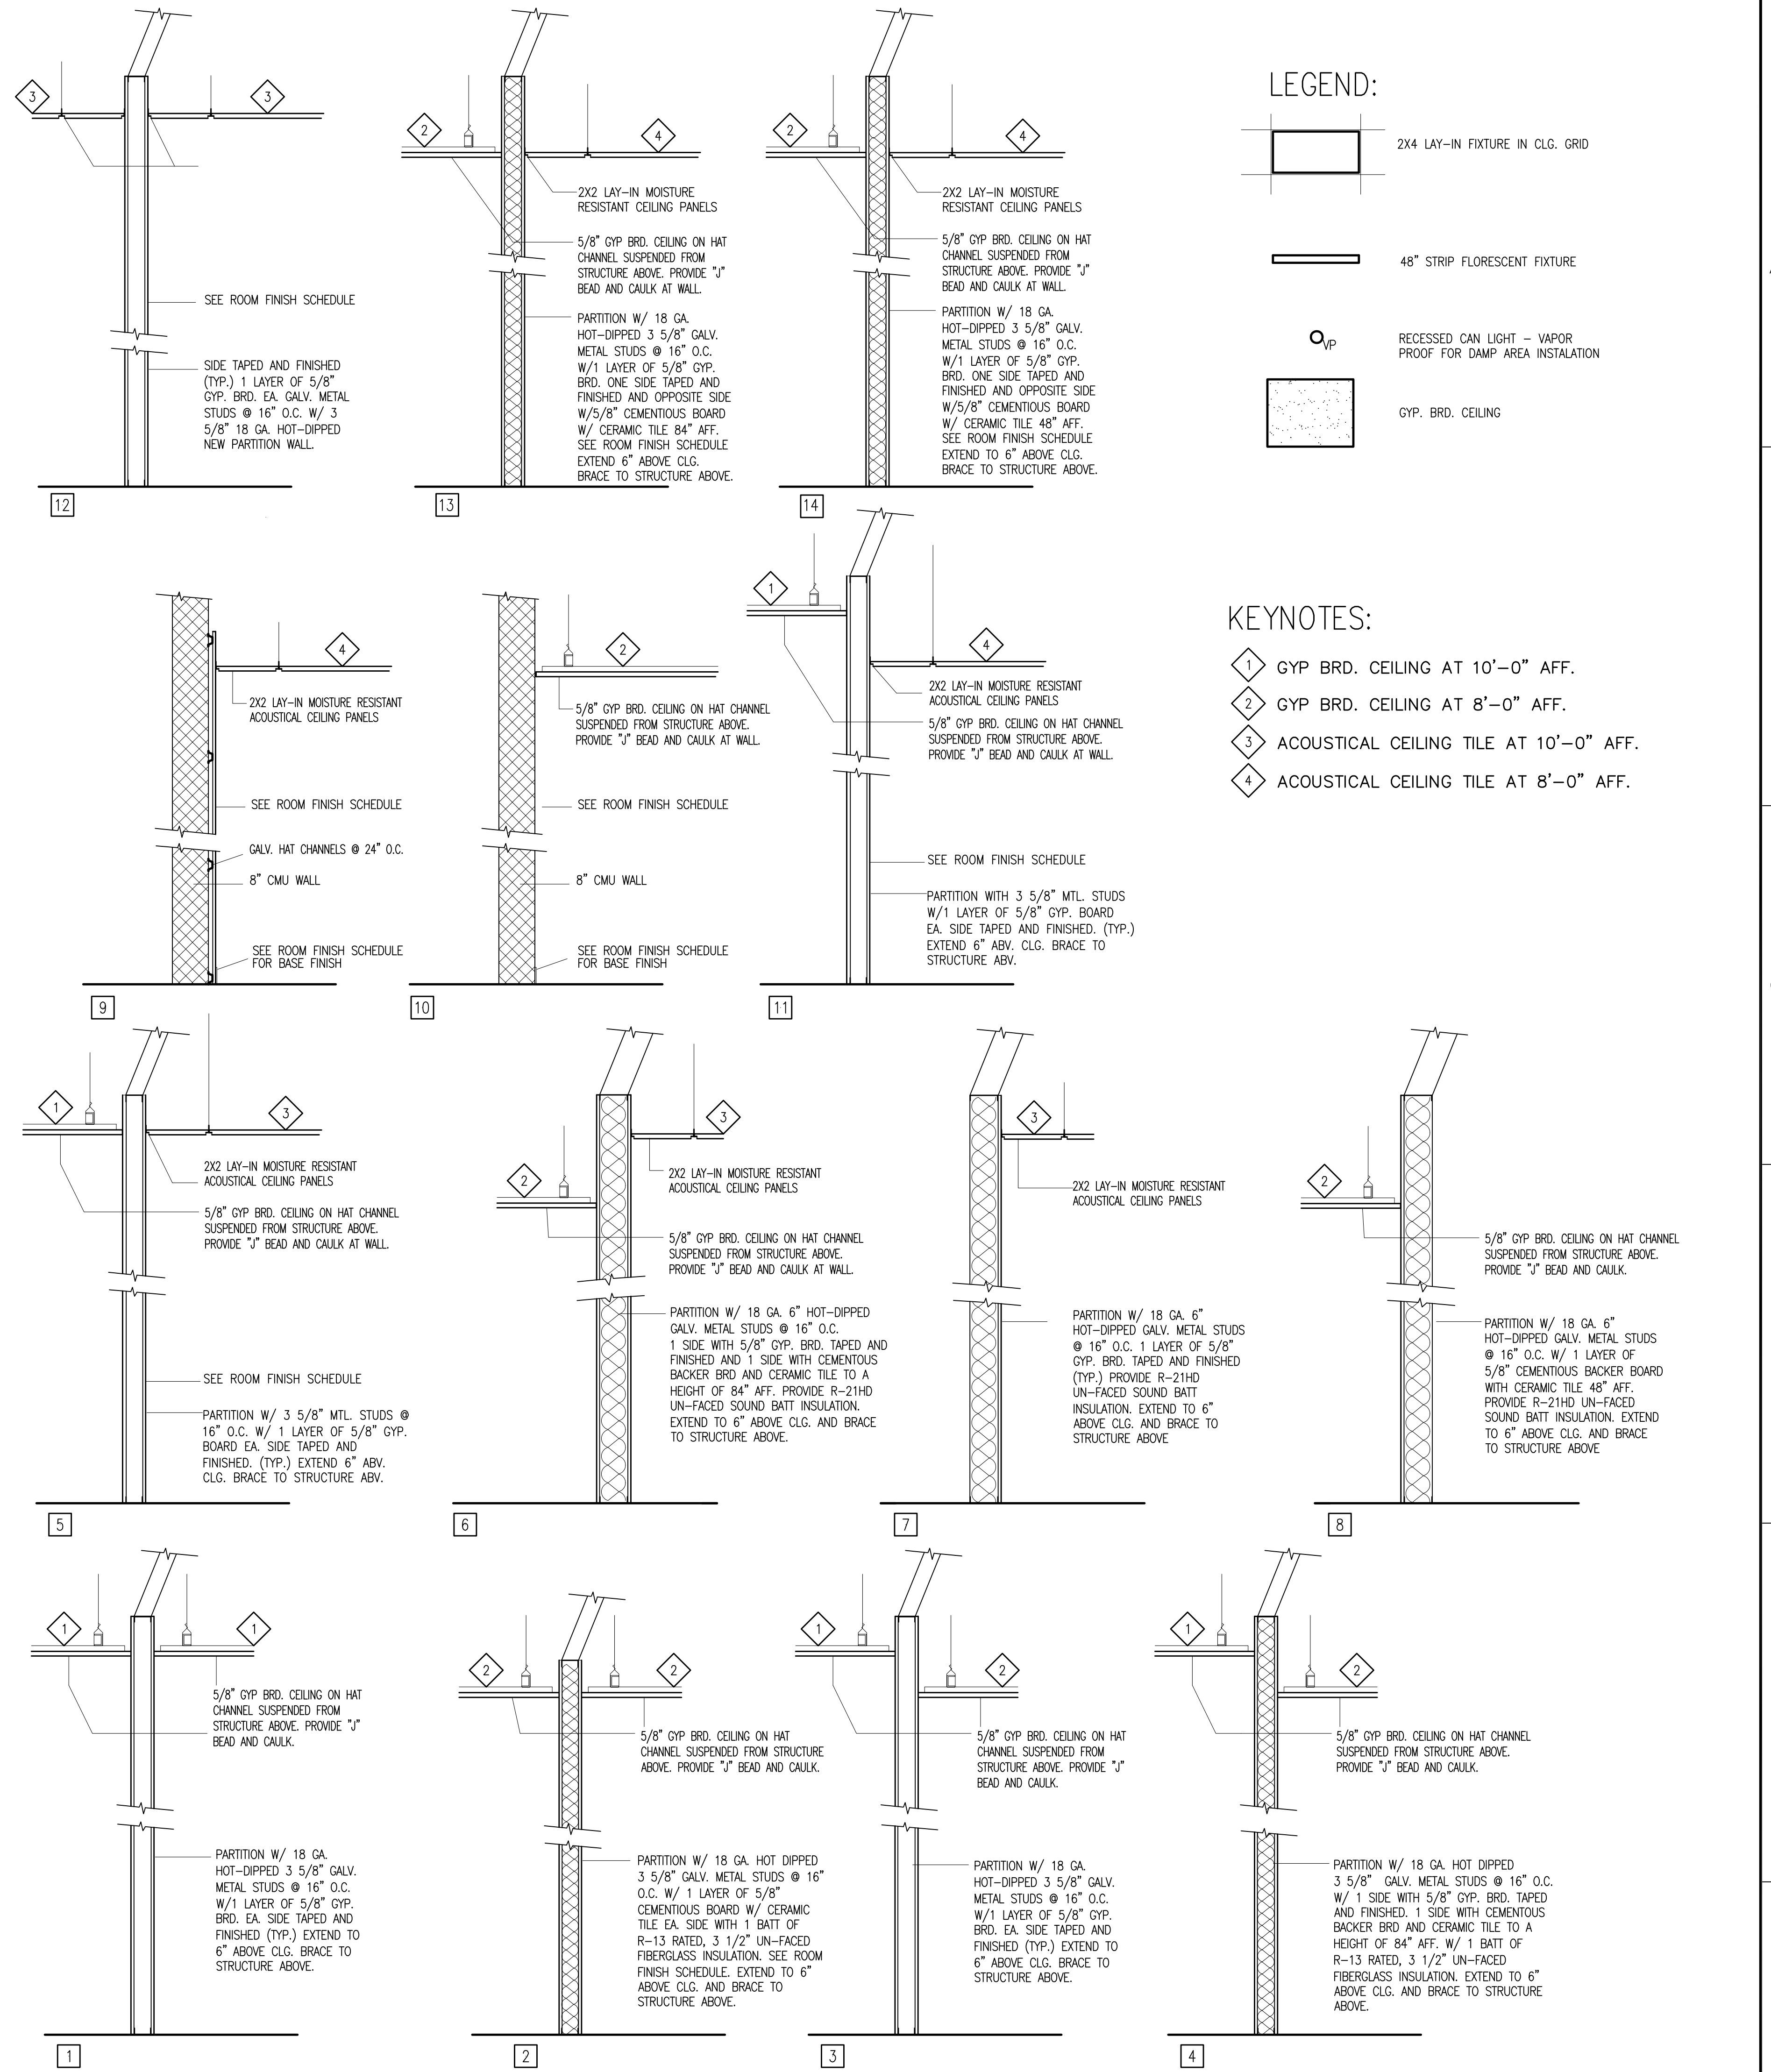 3
3
SEE ROOM FINISH SCHEDULE
SIDE TAPED AND FINISHED
(TYP.) 1 LAYER OF 5/8"
GYP. BRD. EA. GALV. METAL
STUDS @ 16" O.C. W/ 3
5/8" 18 GA. HOT-DIPPED
NEW PARTITION WALL.
12
2
4
2X2 LAY-IN MOISTURE
RESISTANT CEILING PANELS
5/8" GYP BRD. CEILING ON HAT
CHANNEL SUSPENDED FROM
STRUCTURE ABOVE. PROVIDE "J"
BEAD AND CAULK AT WALL.
PARTITION W/ 18 GA.
HOT-DIPPED 3 5/8" GALV.
METAL STUDS @ 16" O.C.
W/1 LAYER OF 5/8" GYP.
BRD. ONE SIDE TAPED AND
FINISHED AND OPPOSITE SIDE
W/5/8" CEMENTIOUS BOARD
W/ CERAMIC TILE 84" AFF.
SEE ROOM FINISH SCHEDULE
EXTEND 6" ABOVE CLG.
BRACE TO STRUCTURE ABOVE.
13
2
4
2X2 LAY-IN MOISTURE
RESISTANT CEILING PANELS
5/8" GYP BRD. CEILING ON HAT
CHANNEL SUSPENDED FROM
STRUCTURE ABOVE. PROVIDE "J"
BEAD AND CAULK AT WALL.
PARTITION W/ 18 GA.
HOT-DIPPED 3 5/8" GALV.
METAL STUDS @ 16" O.C.
W/1 LAYER OF 5/8" GYP.
BRD. ONE SIDE TAPED AND
FINISHED AND OPPOSITE SIDE
W/5/8" CEMENTIOUS BOARD
W/ CERAMIC TILE 48" AFF.
SEE ROOM FINISH SCHEDULE
EXTEND TO 6" ABOVE CLG.
BRACE TO STRUCTURE ABOVE.
14
LEGEND:
2X4 LAY-IN FIXTURE IN CLG. GRID
48" STRIP FLORESCENT FIXTURE
VP
RECESSED CAN LIGHT - VAPOR
PROOF FOR DAMP AREA INSTALATION
GYP. BRD. CEILING
4
2X2 LAY-IN MOISTURE RESISTANT
ACOUSTICAL CEILING PANELS
SEE ROOM FINISH SCHEDULE
GALV. HAT CHANNELS @ 24" O.C.
8" CMU WALL
SEE ROOM FINISH SCHEDULE
FOR BASE FINISH
9
2
5/8" GYP BRD. CEILING ON HAT CHANNEL
SUSPENDED FROM STRUCTURE ABOVE.
PROVIDE "J" BEAD AND CAULK AT WALL.
SEE ROOM FINISH SCHEDULE
8" CMU WALL
SEE ROOM FINISH SCHEDULE
FOR BASE FINISH
10
1
4
2X2 LAY-IN MOISTURE RESISTANT
ACOUSTICAL CEILING PANELS
5/8" GYP BRD. CEILING ON HAT CHANNEL
SUSPENDED FROM STRUCTURE ABOVE.
PROVIDE "J" BEAD AND CAULK AT WALL.
SEE ROOM FINISH SCHEDULE
PARTITION WITH 3 5/8" MTL. STUDS
W/1 LAYER OF 5/8" GYP. BOARD
EA. SIDE TAPED AND FINISHED. (TYP.)
EXTEND 6" ABV. CLG. BRACE TO
STRUCTURE ABV.
11
KEYNOTES:
1 GYP BRD. CEILING AT 10'-0" AFF.
2 GYP BRD. CEILING AT 8'-0" AFF.
3 ACOUSTICAL CEILING TILE AT 10'-0" AFF.
4 ACOUSTICAL CEILING TILE AT 8'-0" AFF.
1
3
2X2 LAY-IN MOISTURE RESISTANT
ACOUSTICAL CEILING PANELS
5/8" GYP BRD. CEILING ON HAT CHANNEL
SUSPENDED FROM STRUCTURE ABOVE.
PROVIDE "J" BEAD AND CAULK AT WALL.
SEE ROOM FINISH SCHEDULE
PARTITION W/ 3 5/8" MTL. STUDS @
16" O.C. W/ 1 LAYER OF 5/8" GYP.
BOARD EA. SIDE TAPED AND
FINISHED. (TYP.) EXTEND 6" ABV.
CLG. BRACE TO STRUCTURE ABV.
5
2
3
2X2 LAY-IN MOISTURE RESISTANT
ACOUSTICAL CEILING PANELS
5/8" GYP BRD. CEILING ON HAT CHANNEL
SUSPENDED FROM STRUCTURE ABOVE.
PROVIDE "J" BEAD AND CAULK AT WALL.
PARTITION W/ 18 GA. 6" HOT-DIPPED
GALV. METAL STUDS @ 16" O.C.
1 SIDE WITH 5/8" GYP. BRD. TAPED AND
FINISHED AND 1 SIDE WITH CEMENTOUS
BACKER BRD AND CERAMIC TILE TO A
HEIGHT OF 84" AFF. PROVIDE R-21HD
UN-FACED SOUND BATT INSULATION.
EXTEND TO 6" ABOVE CLG. AND BRACE
TO STRUCTURE ABOVE.
6
3
2X2 LAY-IN MOISTURE RESISTANT
ACOUSTICAL CEILING PANELS
PARTITION W/ 18 GA. 6"
HOT-DIPPED GALV. METAL STUDS
@ 16" O.C. 1 LAYER OF 5/8"
GYP. BRD. TAPED AND FINISHED
(TYP.) PROVIDE R-21HD
UN-FACED SOUND BATT
INSULATION. EXTEND TO 6"
ABOVE CLG. AND BRACE TO
STRUCTURE ABOVE
7
2
5/8" GYP BRD. CEILING ON HAT CHANNEL
SUSPENDED FROM STRUCTURE ABOVE.
PROVIDE "J" BEAD AND CAULK.
PARTITION W/ 18 GA. 6"
HOT-DIPPED GALV. METAL STUDS
@ 16" O.C. W/ 1 LAYER OF
5/8" CEMENTIOUS BACKER BOARD
WITH CERAMIC TILE 48" AFF.
PROVIDE R-21HD UN-FACED
SOUND BATT INSULATION. EXTEND
TO 6" ABOVE CLG. AND BRACE
TO STRUCTURE ABOVE
8
1
1
5/8" GYP BRD. CEILING ON HAT
CHANNEL SUSPENDED FROM
STRUCTURE ABOVE. PROVIDE "J"
BEAD AND CAULK.
PARTITION W/ 18 GA.
HOT-DIPPED 3 5/8" GALV.
METAL STUDS @ 16" O.C.
W/1 LAYER OF 5/8" GYP.
BRD. EA. SIDE TAPED AND
FINISHED (TYP.) EXTEND TO
6" ABOVE CLG. BRACE TO
STRUCTURE ABOVE.
1
2
2
5/8" GYP BRD. CEILING ON HAT
CHANNEL SUSPENDED FROM STRUCTURE
ABOVE. PROVIDE "J" BEAD AND CAULK.
PARTITION W/ 18 GA. HOT DIPPED
3 5/8" GALV. METAL STUDS @ 16"
O.C. W/ 1 LAYER OF 5/8"
CEMENTIOUS BOARD W/ CERAMIC
TILE EA. SIDE WITH 1 BATT OF
R-13 RATED, 3 1/2" UN-FACED
FIBERGLASS INSULATION. SEE ROOM
FINISH SCHEDULE. EXTEND TO 6"
ABOVE CLG. AND BRACE TO
STRUCTURE ABOVE.
2
1
2
5/8" GYP BRD. CEILING ON HAT
CHANNEL SUSPENDED FROM
STRUCTURE ABOVE. PROVIDE "J"
BEAD AND CAULK.
PARTITION W/ 18 GA.
HOT-DIPPED 3 5/8" GALV.
METAL STUDS @ 16" O.C.
W/1 LAYER OF 5/8" GYP.
BRD. EA. SIDE TAPED AND
FINISHED (TYP.) EXTEND TO
6" ABOVE CLG. BRACE TO
STRUCTURE ABOVE.
3
1
2
5/8" GYP BRD. CEILING ON HAT CHANNEL
SUSPENDED FROM STRUCTURE ABOVE.
PROVIDE "J" BEAD AND CAULK.
PARTITION W/ 18 GA. HOT DIPPED
3 5/8" GALV. METAL STUDS @ 16" O.C.
W/ 1 SIDE WITH 5/8" GYP. BRD. TAPED
AND FINISHED. 1 SIDE WITH CEMENTOUS
BACKER BRD AND CERAMIC TILE TO A
HEIGHT OF 84" AFF. W/ 1 BATT OF
R-13 RATED, 3 1/2" UN-FACED
FIBERGLASS INSULATION. EXTEND TO 6"
ABOVE CLG. AND BRACE TO STRUCTURE
ABOVE.
4